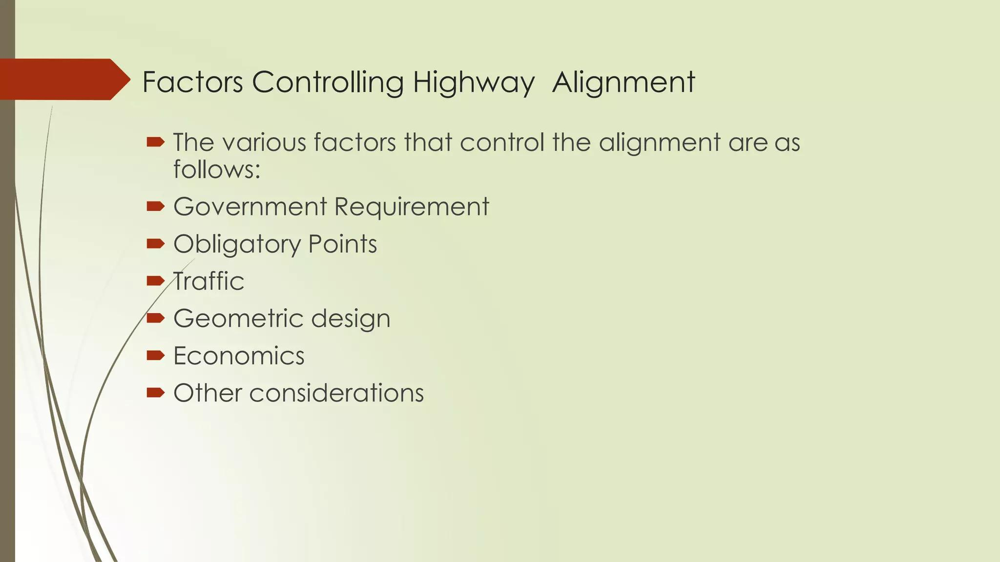 Factors Controlling Highway  Alignment
The various factors that control the alignment are as
follows:
Government Requirement
Obligatory Points
Traffic
Geometric design
Economics
Other considerations